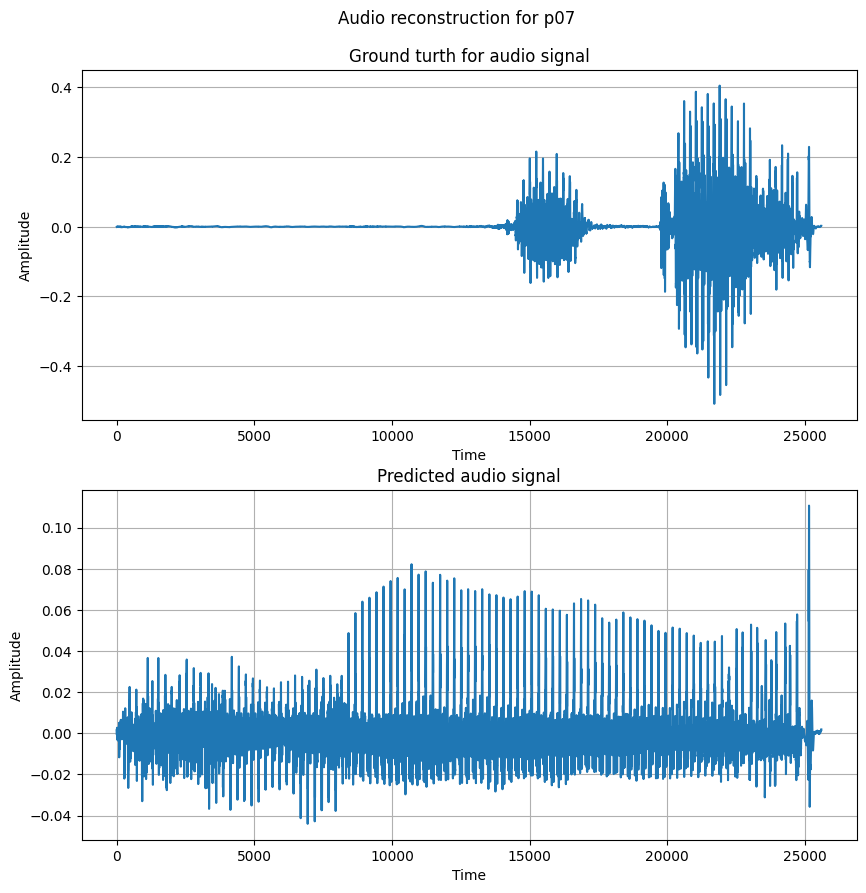 Audio reconstruction for p07
Ground turth for audio signal
0.4
0.2
0.0
−0.2
−0.4
Amplitude
0 5000 10000 15000 20000 25000
Time
Predicted audio signal
0.10
0.08
0.06
0.04
0.02
0.00
−0.02
−0.04
Amplitude
0 5000 10000 15000 20000 25000
Time